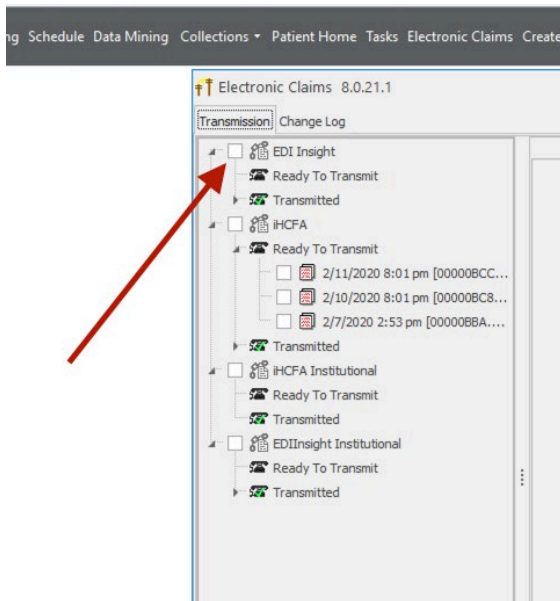 Schedule Data Mining Collections Patient Home Tasks Electronic Claims Create
Electronic Claims 8.0.21.1
Transmission Change Log
EDI Insight
Ready To Transmit
Transmitted
iHCFA
Ready To Transmit
2/11/2020 8:01 pm [00000BCC...
2/10/2020 8:01 pm [00000BC8...
2/7/2020 2:53 pm [00000BBA....
Transmitted
iHCFA Institutional
Ready To Transmit
Transmitted
EDIInsight Institutional
Ready To Transmit
Transmitted